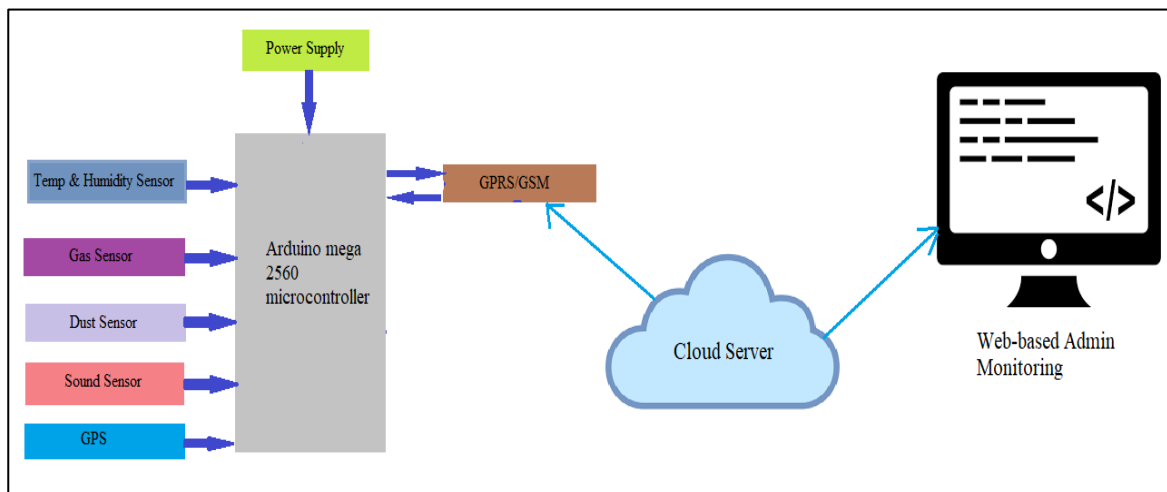 Power Supply
Temp & Humidity Sensor
GPRS/GSM
Gas Sensor
Arduino mega
2560
microcontroller
Dust Sensor
Sound Sensor
GPS
Cloud Server
</>
Web-based Admin
Monitoring